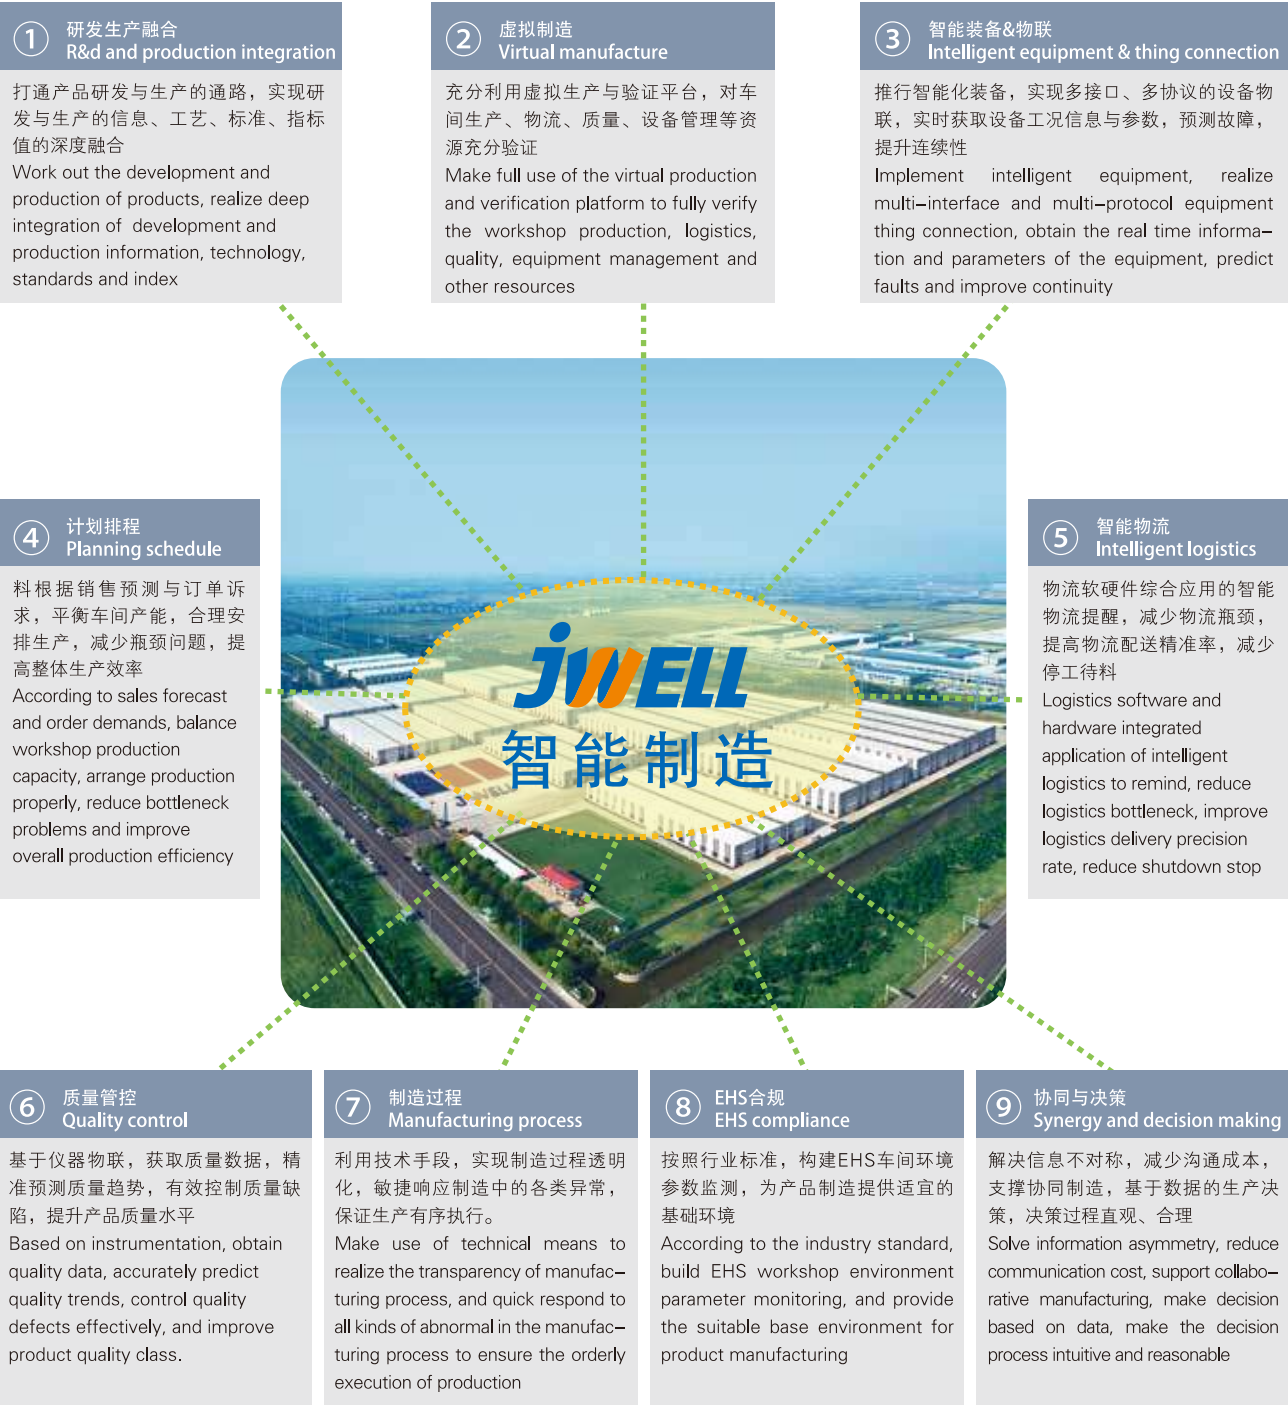 ① 研发生产融合
R&d and production integration
打通产品研发与生产的通路，实现研
发与生产的信息、工艺、标准、指标
值的深度融合
Work out the development and
production of products, realize deep
integration of development and
production information, technology,
standards and index
② 虚拟制造
Virtual manufacture
充分利用虚拟生产与验证平台，对车
间生产、物流、质量、设备管理等资
源充分验证
Make full use of the virtual production
and verification platform to fully verify
the workshop production, logistics,
quality, equipment management and
other resources
③ 智能装备&物联
Intelligent equipment & thing connection
推行智能化装备，实现多接口、多协议的设备物
联，实时获取设备工况信息与参数，预测故障，
提升连续性
Implement intelligent equipment, realize
multi-interface and multi-protocol equipment
thing connection, obtain the real time informa-
tion and parameters of the equipment, predict
faults and improve continuity
④ 计划排程
Planning schedule
料根据销售预测与订单诉
求，平衡车间产能，合理安
排生产，减少瓶颈问题，提
高整体生产效率
According to sales forecast
and order demands, balance
workshop production
capacity, arrange production
properly, reduce bottleneck
problems and improve
overall production efficiency
JWELL
智能制造
JWELL
⑤ 智能物流
Intelligent logistics
物流软硬件综合应用的智能
物流提醒，减少物流瓶颈，
提高物流配送精准率，减少
停工待料
Logistics software and
hardware integrated
application of intelligent
logistics to remind, reduce
logistics bottleneck, improve
logistics delivery precision
rate, reduce shutdown stop
⑥ 质量管控
Quality control
基于仪器物联，获取质量数据，精
准预测质量趋势，有效控制质量缺
陷，提升产品质量水平
Based on instrumentation, obtain
quality data, accurately predict
quality trends, control quality
defects effectively, and improve
product quality class.
⑦ 制造过程
Manufacturing process
利用技术手段，实现制造过程透明
化，敏捷响应制造中的各类异常，
保证生产有序执行。
Make use of technical means to
realize the transparency of manufac-
turing process, and quick respond to
all kinds of abnormal in the manufac-
turing process to ensure the orderly
execution of production
⑧ EHS合规
EHS compliance
按照行业标准，构建EHS车间环境
参数监测，为产品制造提供适宜的
基础环境
According to the industry standard,
build EHS workshop environment
parameter monitoring, and provide
the suitable base environment for
product manufacturing
⑨ 协同与决策
Synergy and decision making
解决信息不对称，减少沟通成本，
支撑协同制造，基于数据的生产决
策，决策过程直观、合理
Solve information asymmetry, reduce
communication cost, support collabo-
rative manufacturing, make decision
based on data, make the decision
process intuitive and reasonable